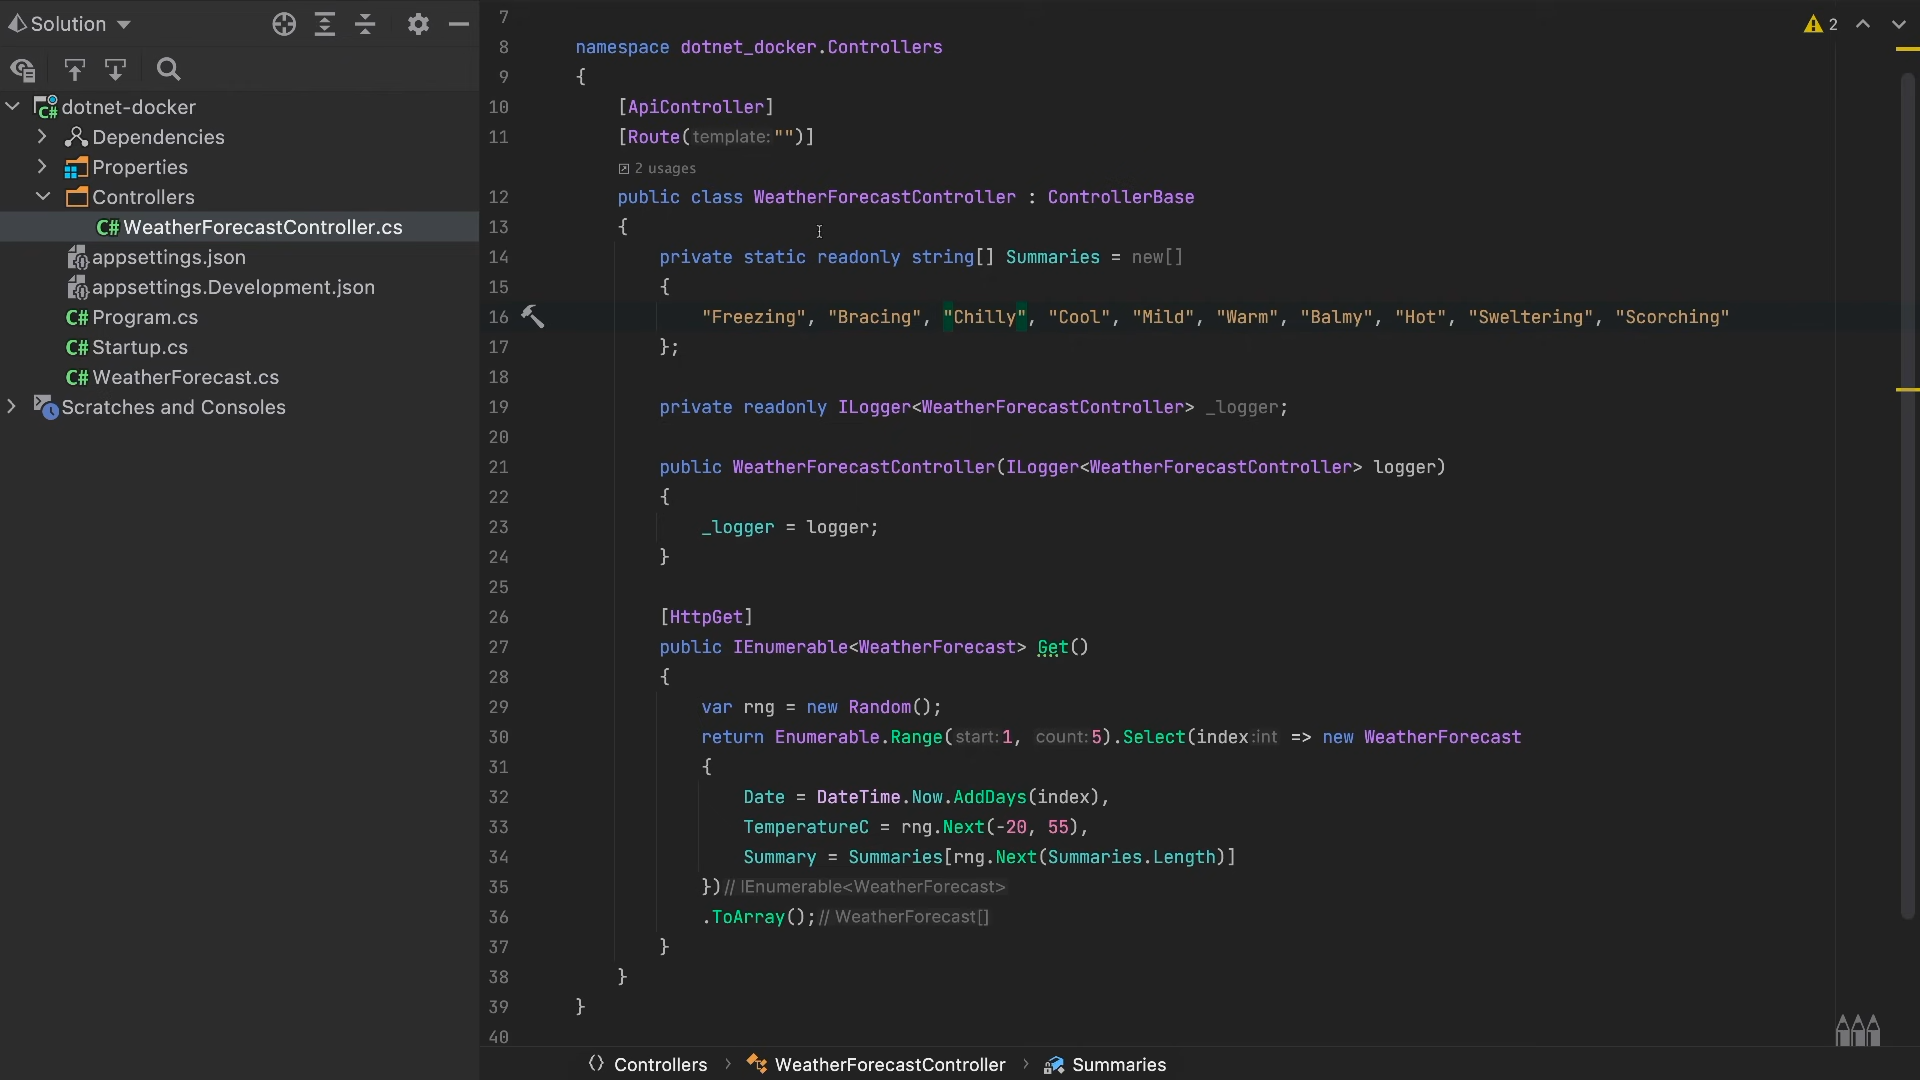 Solution
dotnet-docker
Dependencies
Properties
Controllers
C# WeatherForecastController.cs
appsettings.json
appsettings.Development.json
C# Program.cs
C# Startup.cs
C# WeatherForecast.cs
Scratches and Consoles
2
7
8 namespace dotnet_docker.Controllers
9 {
10 [ApiController]
11 [Route(template:"")]
2 usages
12 public class WeatherForecastController : ControllerBase
13 {
14 private static readonly string[] Summaries = new[]
15 {
16 "Freezing", "Bracing", "Chilly", "Cool", "Mild", "Warm", "Balmy", "Hot", "Sweltering", "Scorching"
17 };
18
19 private readonly ILogger<WeatherForecastController> _logger;
20
21 public WeatherForecastController(ILogger<WeatherForecastController> logger)
22 {
23 _logger = logger;
24 }
25
26 [HttpGet]
27 public IEnumerable<WeatherForecast> Get()
28 {
29 var rng = new Random();
30 return Enumerable.Range(start:1, count:5).Select(index:int => new WeatherForecast
31 {
32 Date = DateTime.Now.AddDays(index),
33 TemperatureC = rng.Next(-20, 55),
34 Summary = Summaries[rng.Next(Summaries.Length)]
35 })// IEnumerable<WeatherForecast>
36 .ToArray();// WeatherForecast[]
37 }
38 }
39 }
40
Controllers > WeatherForecastController > Summaries